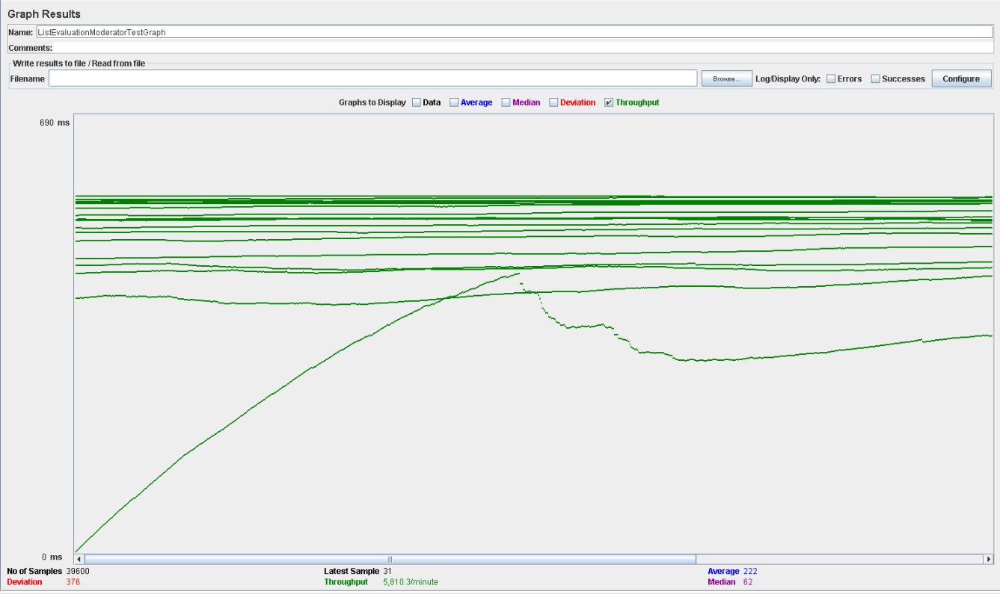 Graph Results
Name: ListEvaluationModeratorTestGraph
Comments:
Write results to file / Read from file
Filename Browse... Log/Display Only: Errors Successes Configure
Graphs to Display Data Average Median Deviation Throughput
690 ms
0 ms
No of Samples 39600 Latest Sample 31 Average 222
Deviation 376 Throughput 5,810.3/minute Median 62